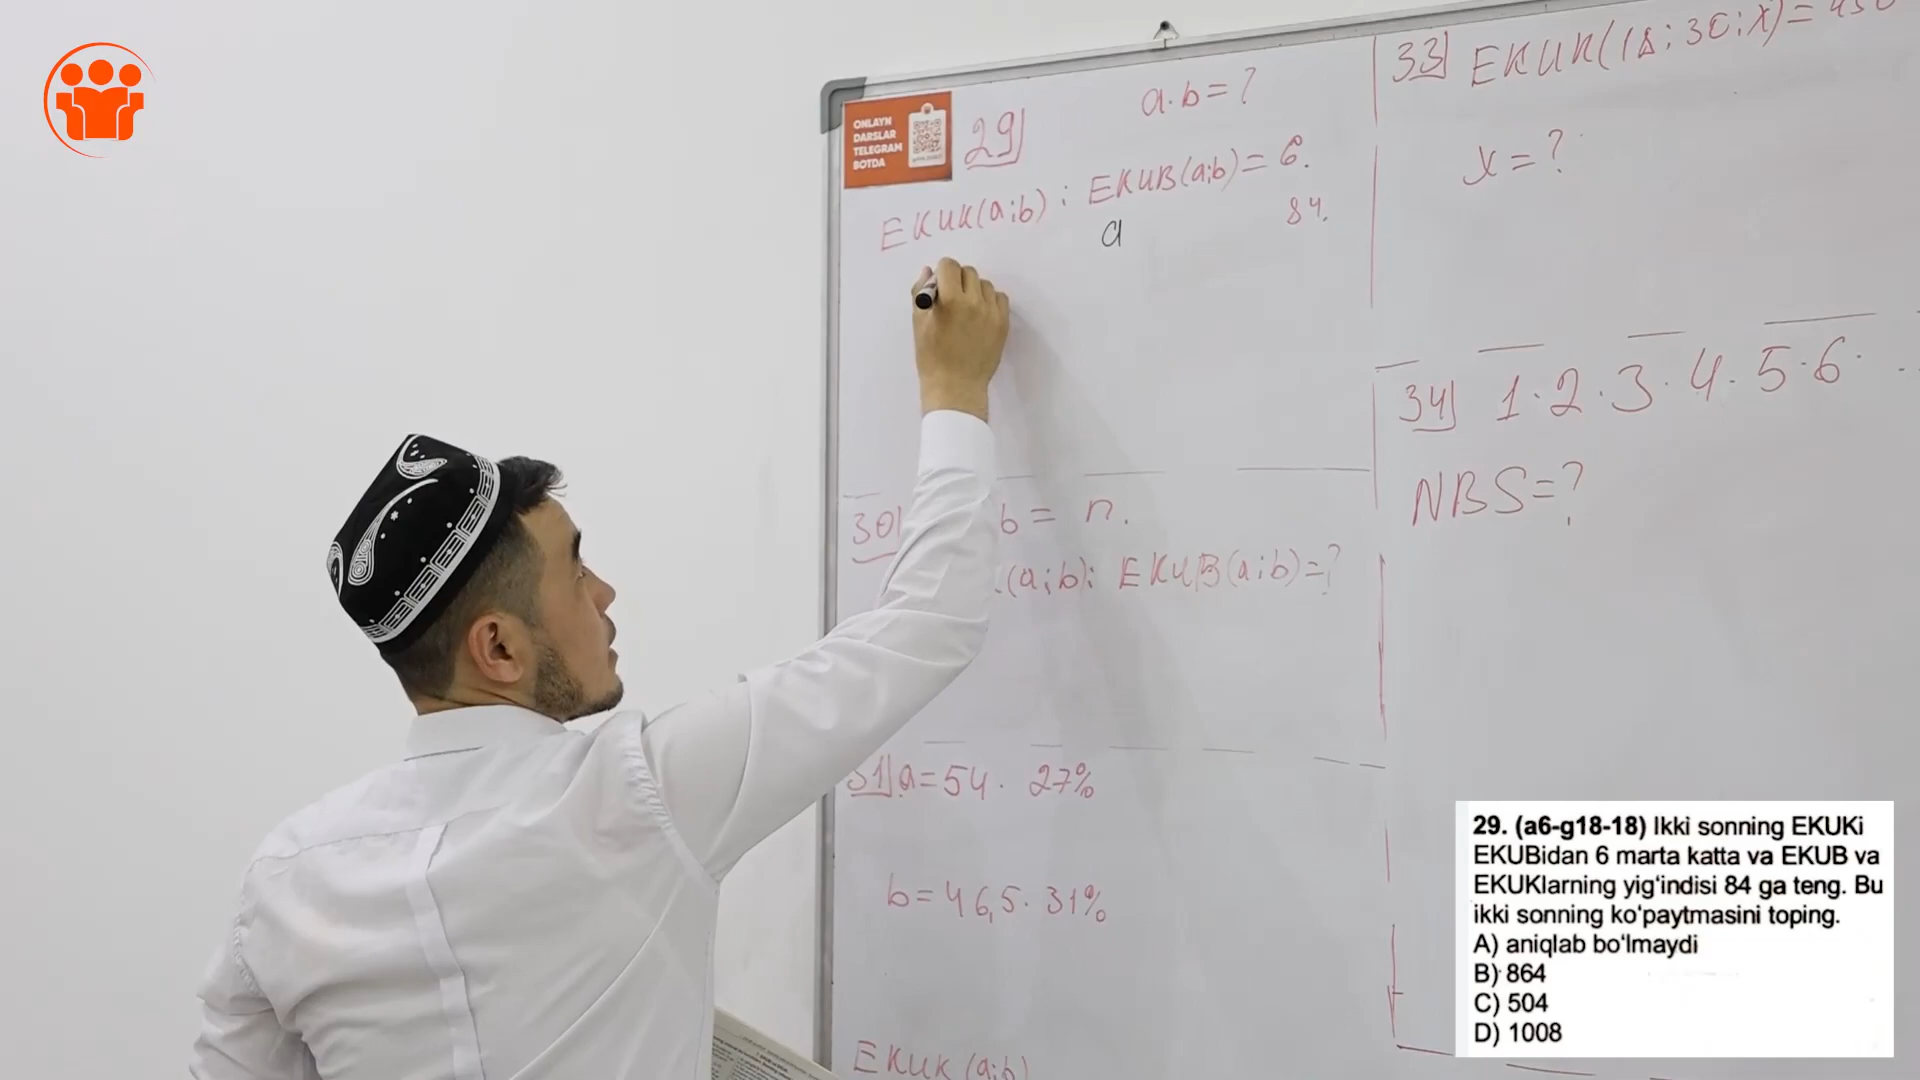 ONLAYN
DARSLAR
TELEGRAM
BOTDA
29)
a·b=?
EKUK(a;b) : EKUB(a;b)=6.
84.
a
30)
b = n.
(a;b): EKUB(a;b)=?
31) a=54· 27%
b=46,5· 31%
EKUK(a;b)
33) EKUK(18;30;x)=450
x=?
34) 1·2·3·4·5·6·..
NBS=?
29. (a6-g18-18) Ikki sonning EKUKi
EKUBidan 6 marta katta va EKUB va
EKUKlarning yig‘indisi 84 ga teng. Bu
ikki sonning ko‘paytmasini toping.
A) aniqlab bo‘lmaydi
B) 864
C) 504
D) 1008